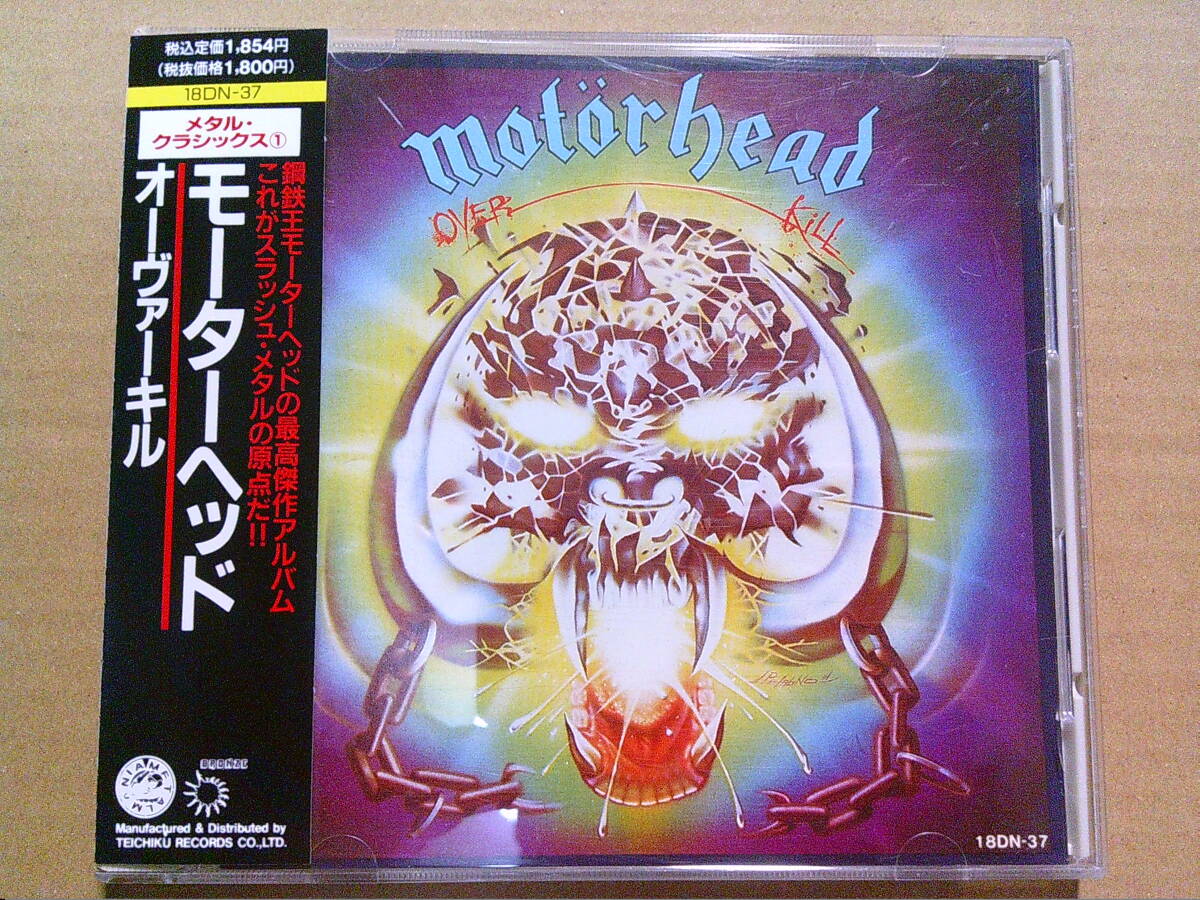 税込定価1,854円
(税抜価格1,800円)
18DN-37
メタル・
クラシックス①
鋼鉄王モーターヘッドの最高傑作アルバム
これがスラッシュ・メタルの原点だ!!
モーターヘッド
オーヴァーキル
BRONZE
Manufactured & Distributed by
TEICHIKU RECORDS CO.,LTD.
motörhead
OVER KiLL
18DN-37